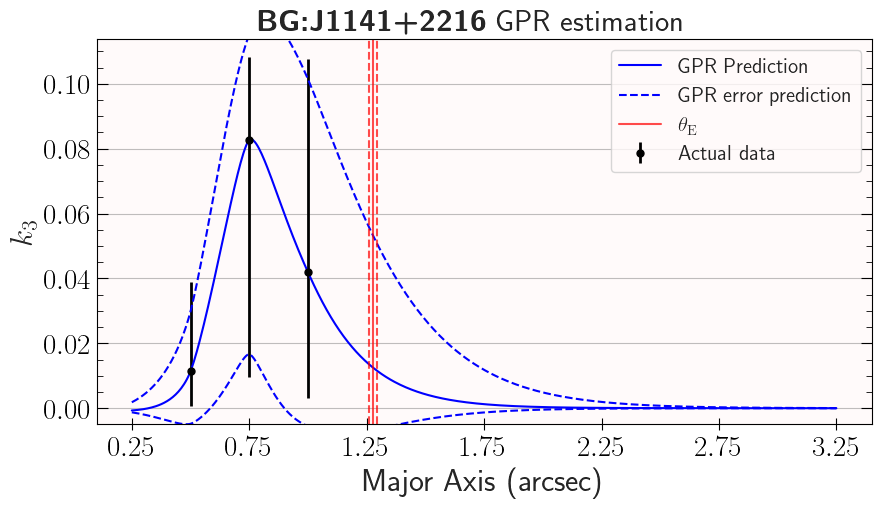 BG:J1141+2216 GPR estimation
GPR Prediction
GPR error prediction
θE
Actual data
k3
0.10
0.08
0.06
0.04
0.02
0.00
0.25 0.75 1.25 1.75 2.25 2.75 3.25
Major Axis (arcsec)